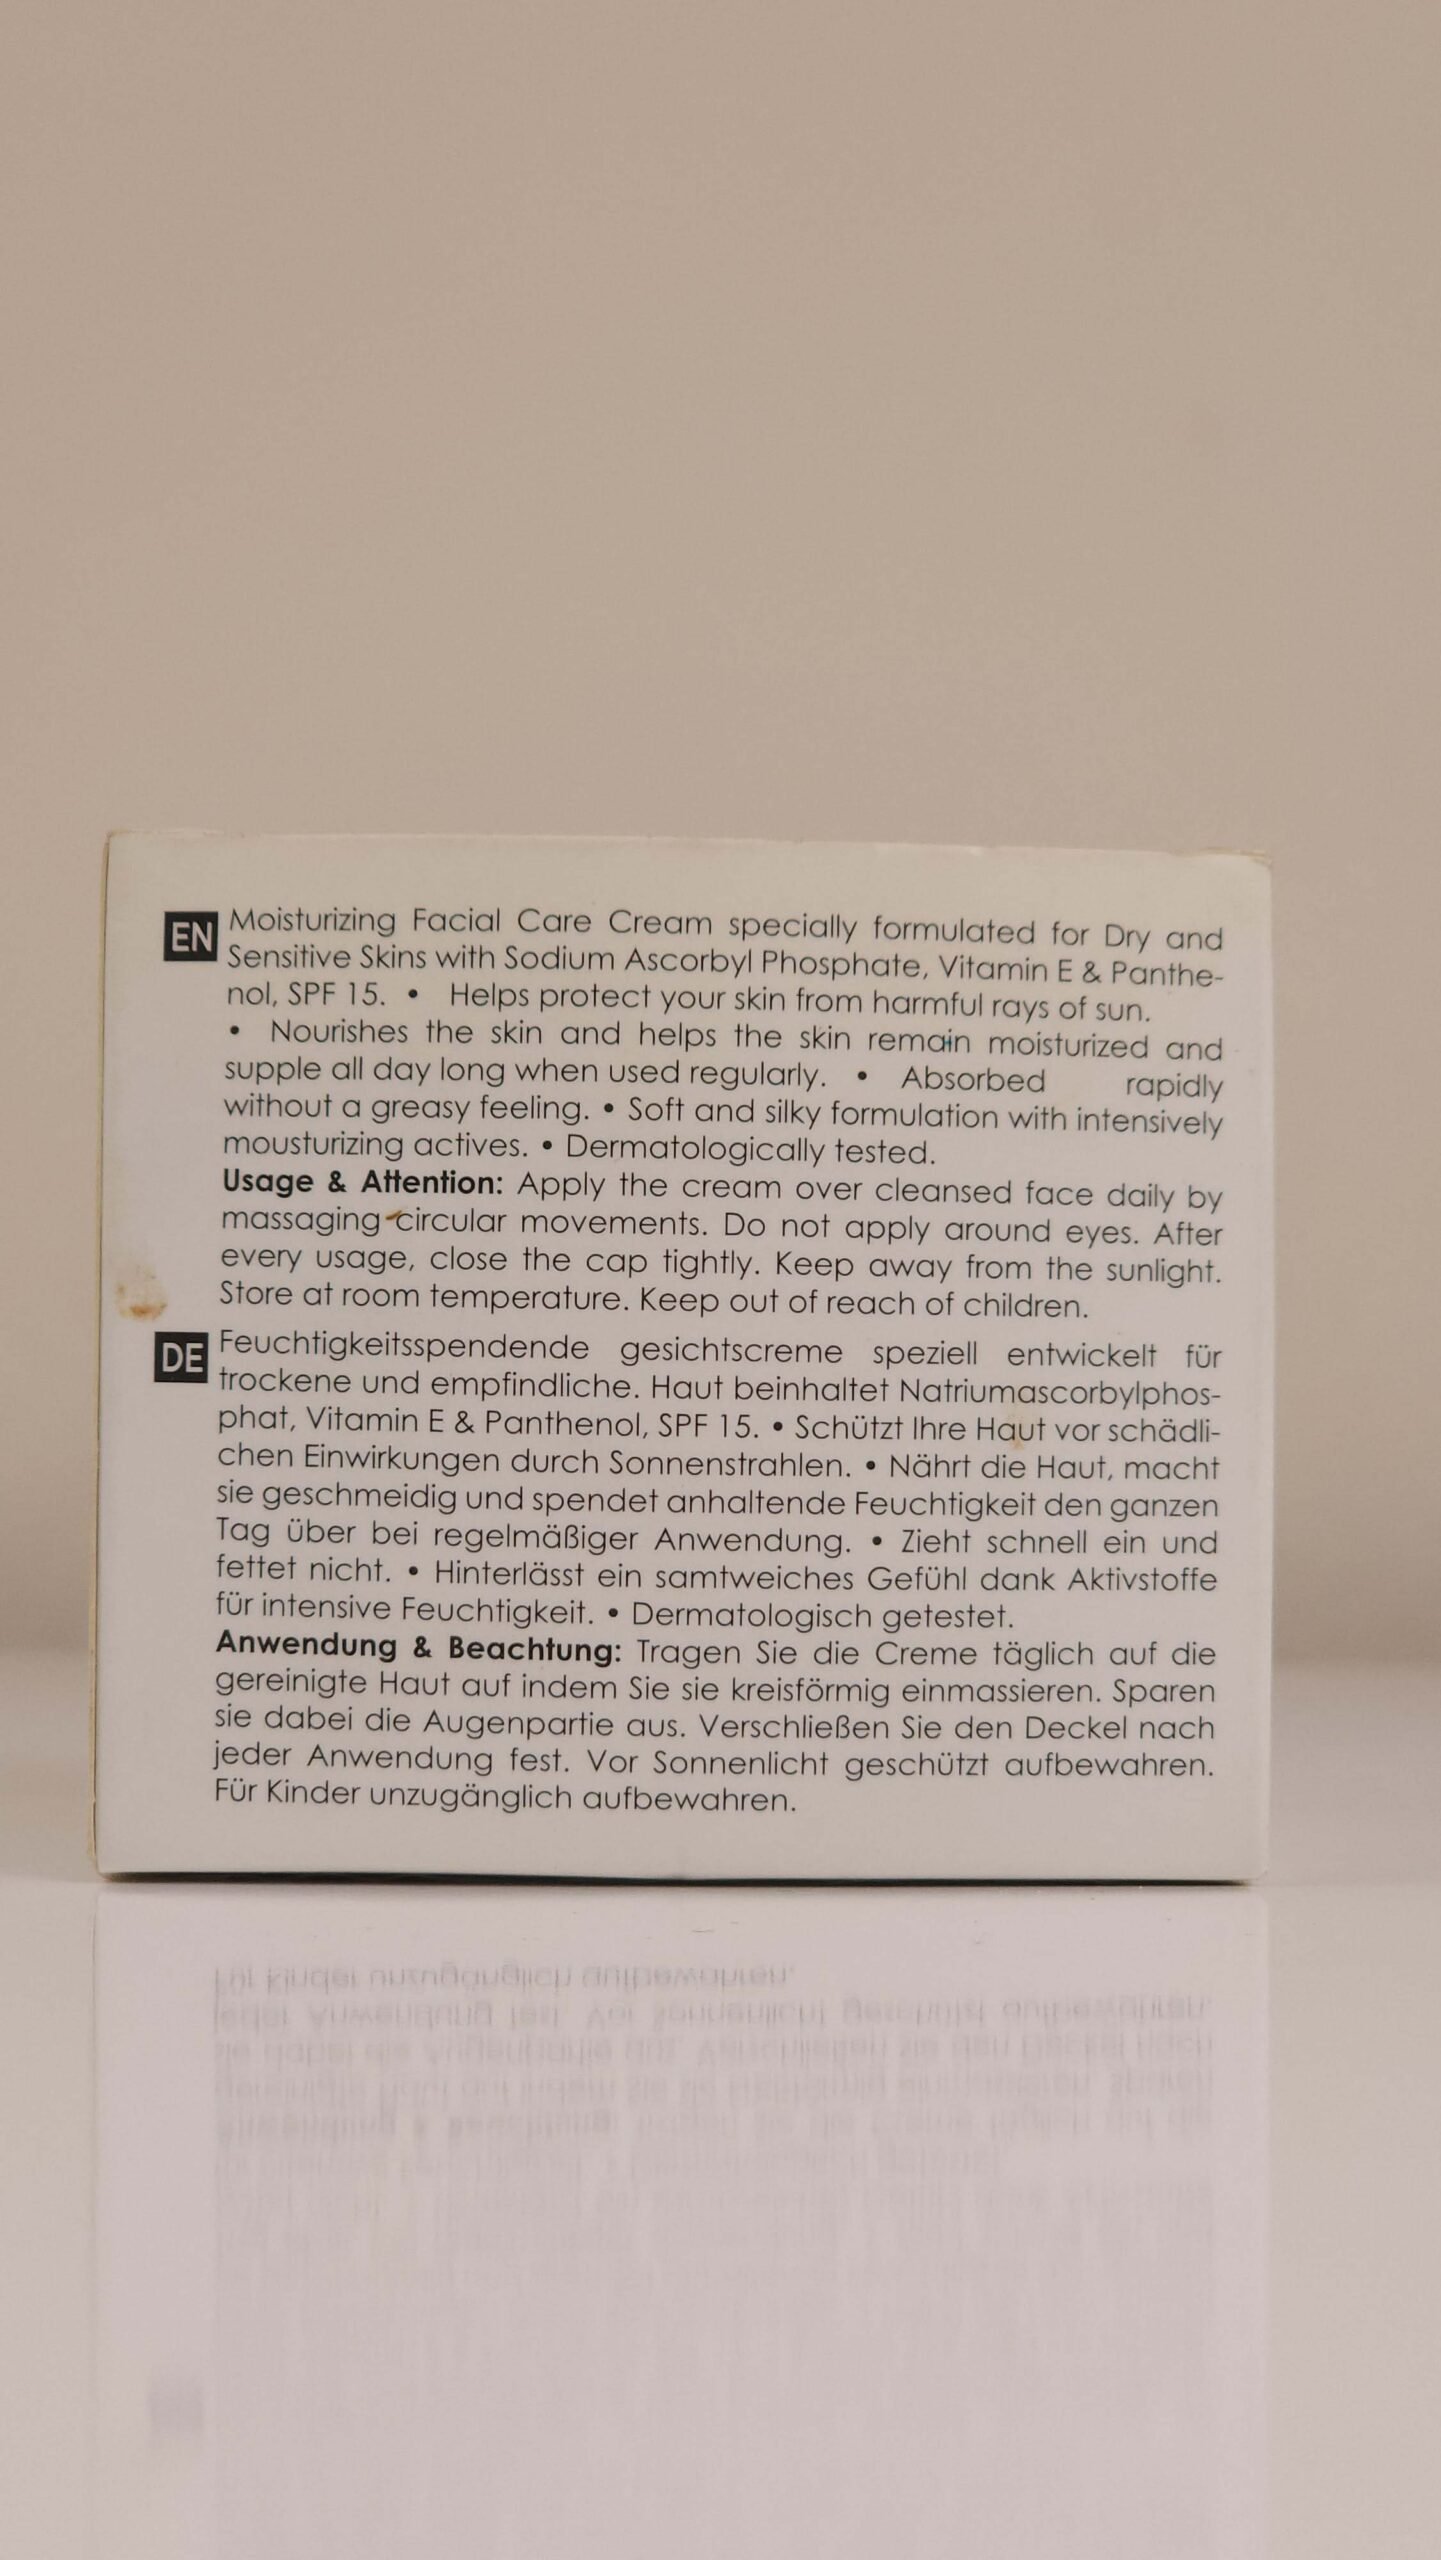 EN Moisturizing Facial Care Cream specially formulated for Dry and
Sensitive Skins with Sodium Ascorbyl Phosphate, Vitamin E & Panthe-
nol, SPF 15. • Helps protect your skin from harmful rays of sun.
• Nourishes the skin and helps the skin remain moisturized and
supple all day long when used regularly. • Absorbed rapidly
without a greasy feeling. • Soft and silky formulation with intensively
mousturizing actives. • Dermatologically tested.
Usage & Attention: Apply the cream over cleansed face daily by
massaging circular movements. Do not apply around eyes. After
every usage, close the cap tightly. Keep away from the sunlight.
Store at room temperature. Keep out of reach of children.
DE Feuchtigkeitsspendende gesichtscreme speziell entwickelt für
trockene und empfindliche. Haut beinhaltet Natriumascorbylphos-
phat, Vitamin E & Panthenol, SPF 15. • Schützt Ihre Haut vor schädli-
chen Einwirkungen durch Sonnenstrahlen. • Nährt die Haut, macht
sie geschmeidig und spendet anhaltende Feuchtigkeit den ganzen
Tag über bei regelmäßiger Anwendung. • Zieht schnell ein und
fettet nicht. • Hinterlässt ein samtweiches Gefühl dank Aktivstoffe
für intensive Feuchtigkeit. • Dermatologisch getestet.
Anwendung & Beachtung: Tragen Sie die Creme täglich auf die
gereinigte Haut auf indem Sie sie kreisförmig einmassieren. Sparen
sie dabei die Augenpartie aus. Verschließen Sie den Deckel nach
jeder Anwendung fest. Vor Sonnenlicht geschützt aufbewahren.
Für Kinder unzugänglich aufbewahren.